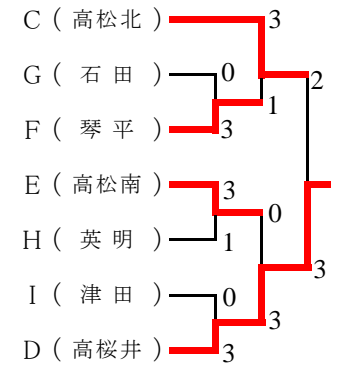 C ( 高松北 ) 3
G ( 石田 ) 0 2
F ( 琴平 ) 3 1
E ( 高松南 ) 3 0
H ( 英明 ) 1
I ( 津田 ) 0 3
D ( 高桜井 ) 3 3